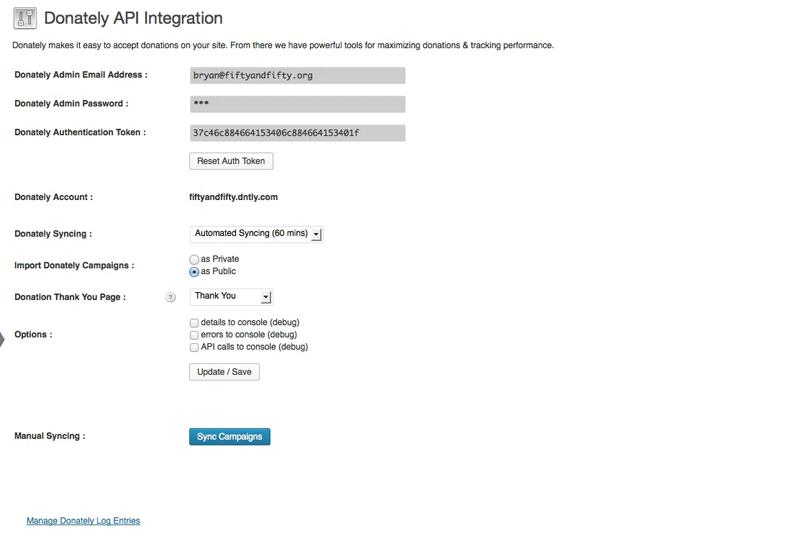 Donately API Integration
Donately makes it easy to accept donations on your site. From there we have powerful tools for maximizing donations & tracking performance.
Donately Admin Email Address : bryan@fiftyandfifty.org
Donately Admin Password : ***
Donately Authentication Token : 37c46c884664153406c884664153401f
Reset Auth Token
Donately Account : fiftyandfifty.dntly.com
Donately Syncing : Automated Syncing (60 mins)
Import Donately Campaigns : as Private
as Public
Donation Thank You Page : ? Thank You
Options : details to console (debug)
errors to console (debug)
API calls to console (debug)
Update / Save
Manual Syncing : Sync Campaigns
Manage Donately Log Entries